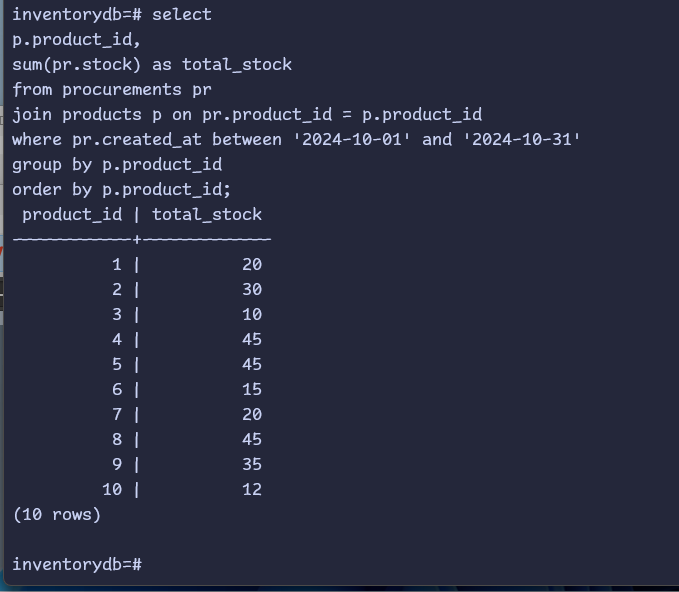 inventorydb=# select
p.product_id,
sum(pr.stock) as total_stock
from procurements pr
join products p on pr.product_id = p.product_id
where pr.created_at between '2024-10-01' and '2024-10-31'
group by p.product_id
order by p.product_id;
 product_id | total_stock
------------+-------------
          1 |          20
          2 |          30
          3 |          10
          4 |          45
          5 |          45
          6 |          15
          7 |          20
          8 |          45
          9 |          35
         10 |          12
(10 rows)
inventorydb=#